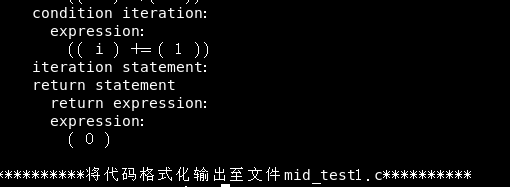 condition iteration:
expression:
(( i ) += ( 1 ))
iteration statement:
return statement
return expression:
expression:
( 0 )
**********将代码格式化输出至文件mid_test1.c**********